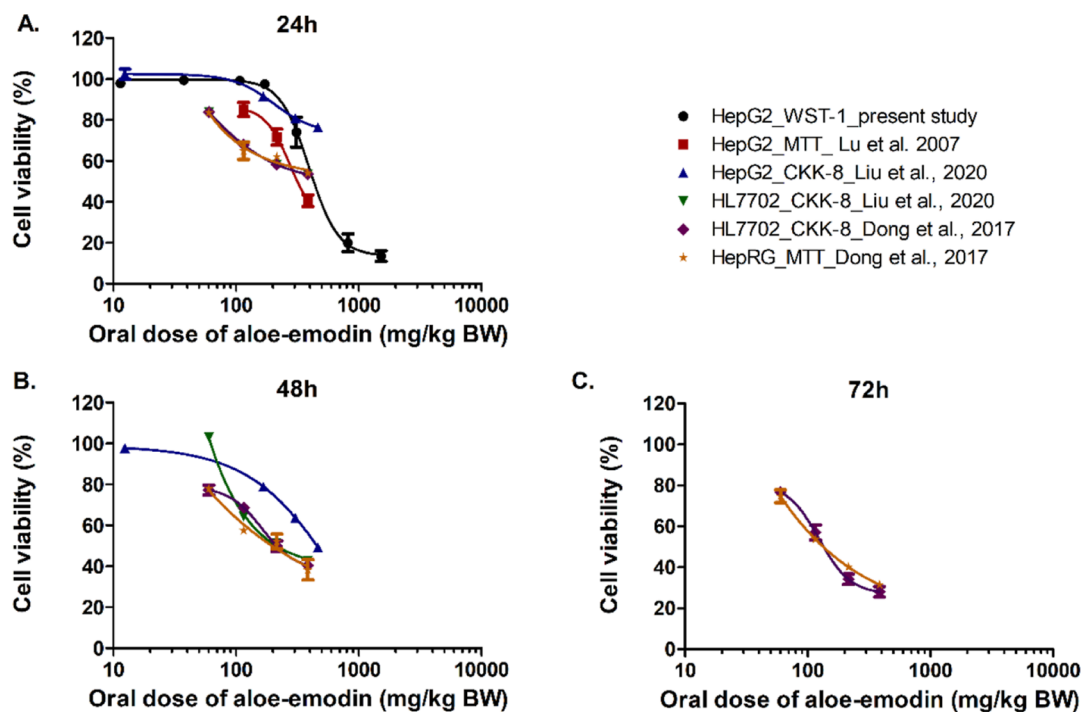 A.
24h
120
100
80
60
40
20
0
10 100 1000 10000
Cell viability (%)
Oral dose of aloe-emodin (mg/kg BW)
HepG2_WST-1_present study
HepG2_MTT_ Lu et al. 2007
HepG2_CKK-8_Liu et al., 2020
HL7702_CKK-8_Liu et al., 2020
HL7702_CKK-8_Dong et al., 2017
HepRG_MTT_Dong et al., 2017
B.
48h
120
100
80
60
40
20
0
10 100 1000 10000
Cell viability (%)
Oral dose of aloe-emodin (mg/kg BW)
C.
72h
120
100
80
60
40
20
0
10 100 1000 10000
Cell viability (%)
Oral dose of aloe-emodin (mg/kg BW)